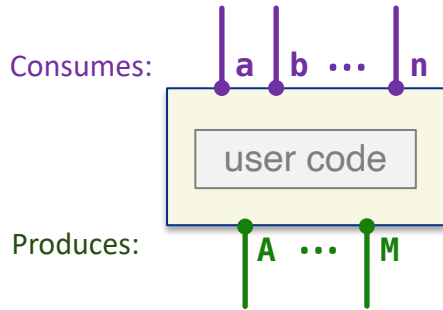 Consumes: a b ... n
user code
Produces: A ... M